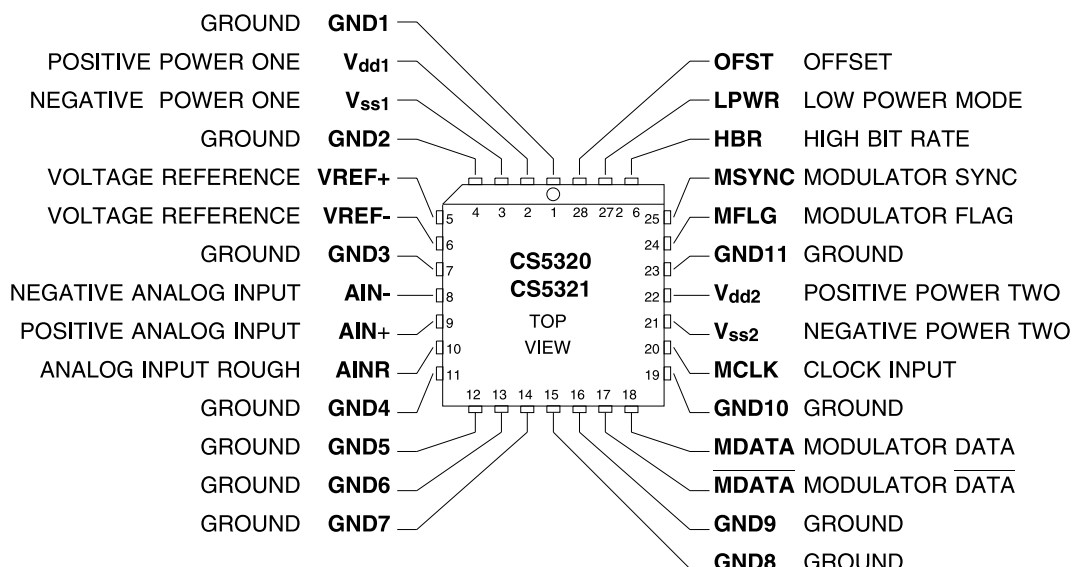 GROUND GND1
POSITIVE POWER ONE Vdd1
NEGATIVE POWER ONE Vss1
GROUND GND2
VOLTAGE REFERENCE VREF+
VOLTAGE REFERENCE VREF-
GROUND GND3
NEGATIVE ANALOG INPUT AIN-
POSITIVE ANALOG INPUT AIN+
ANALOG INPUT ROUGH AINR
GROUND GND4
GROUND GND5
GROUND GND6
GROUND GND7
4 3 2 1 28 272 6
5
6
7
8
9
10
11
CS5320
CS5321
TOP
VIEW
25
24
23
22
21
20
19
12 13 14 15 16 17 18
OFST OFFSET
LPWR LOW POWER MODE
HBR HIGH BIT RATE
MSYNC MODULATOR SYNC
MFLG MODULATOR FLAG
GND11 GROUND
Vdd2 POSITIVE POWER TWO
Vss2 NEGATIVE POWER TWO
MCLK CLOCK INPUT
GND10 GROUND
MDATA MODULATOR DATA
MDATA MODULATOR DATA
GND9 GROUND
GND8 GROUND